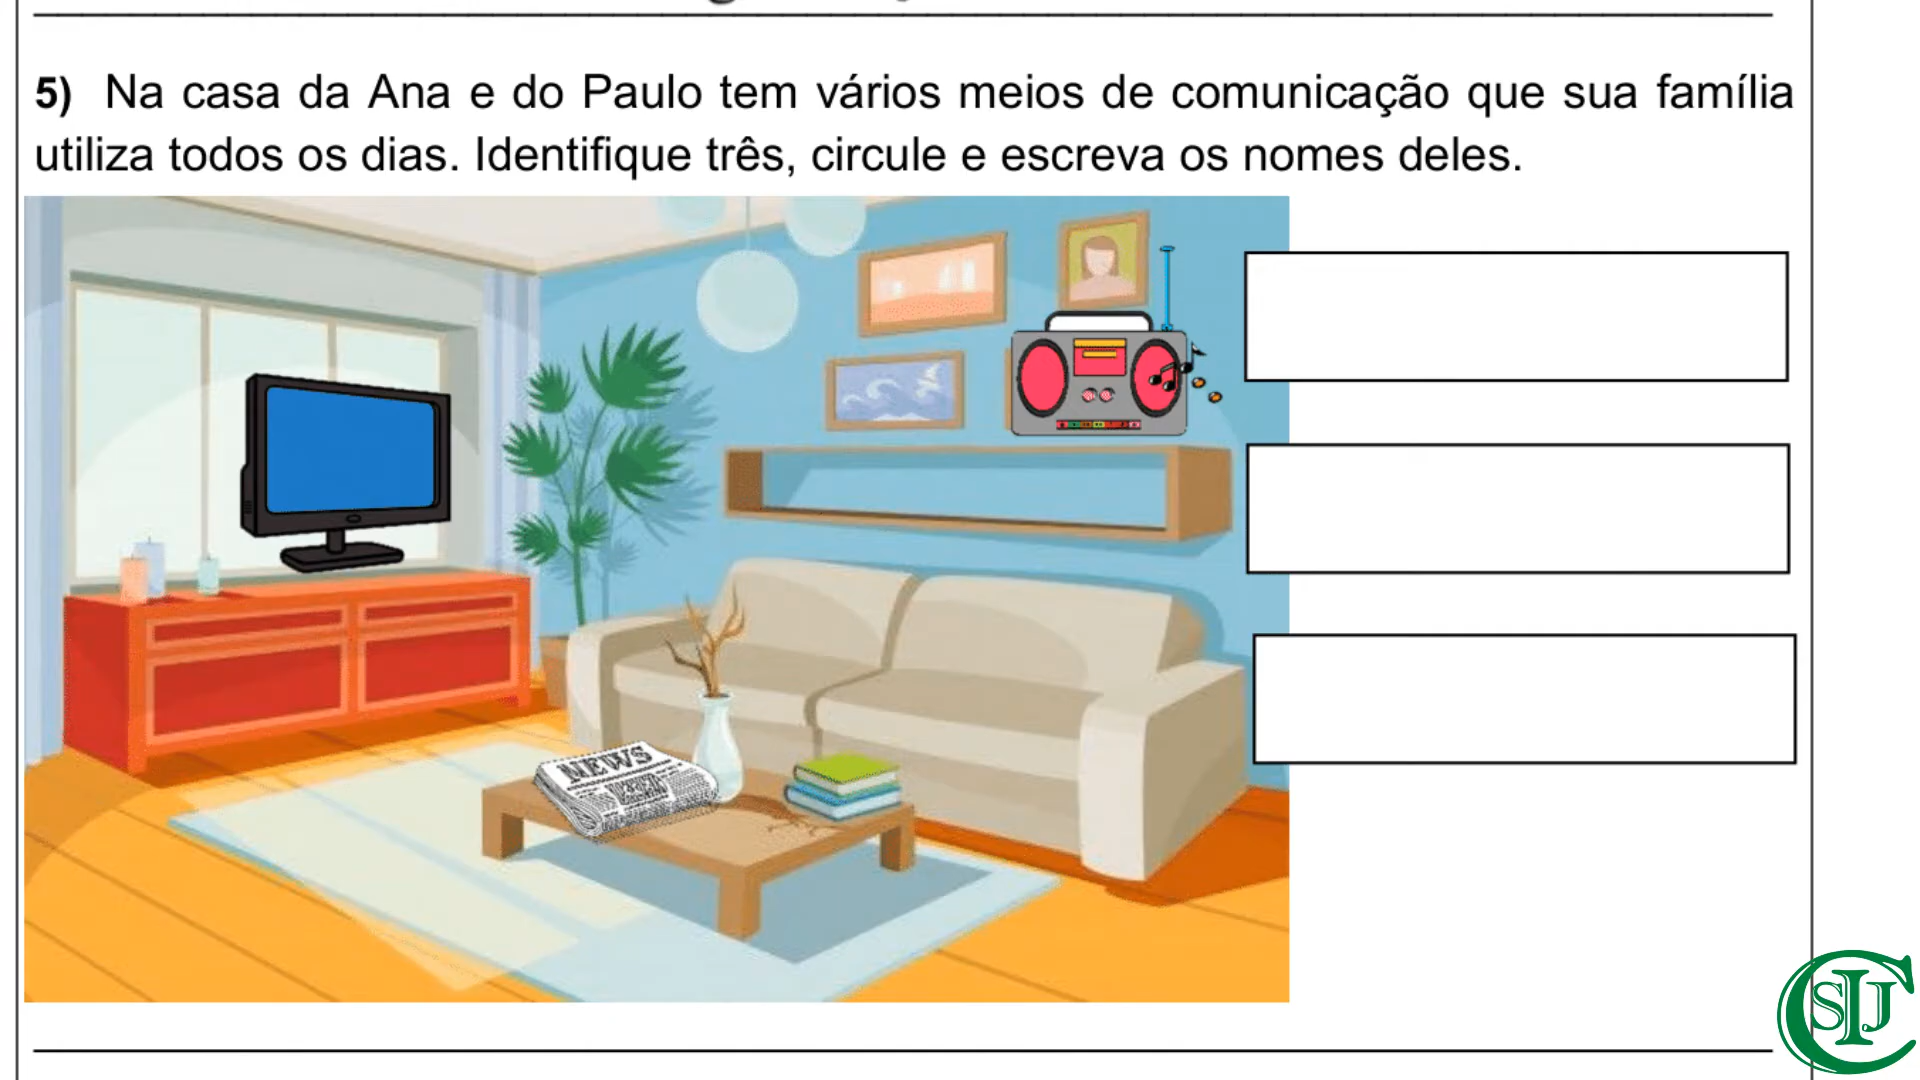 5) Na casa da Ana e do Paulo tem vários meios de comunicação que sua família
utiliza todos os dias. Identifique três, circule e escreva os nomes deles.
NEWS